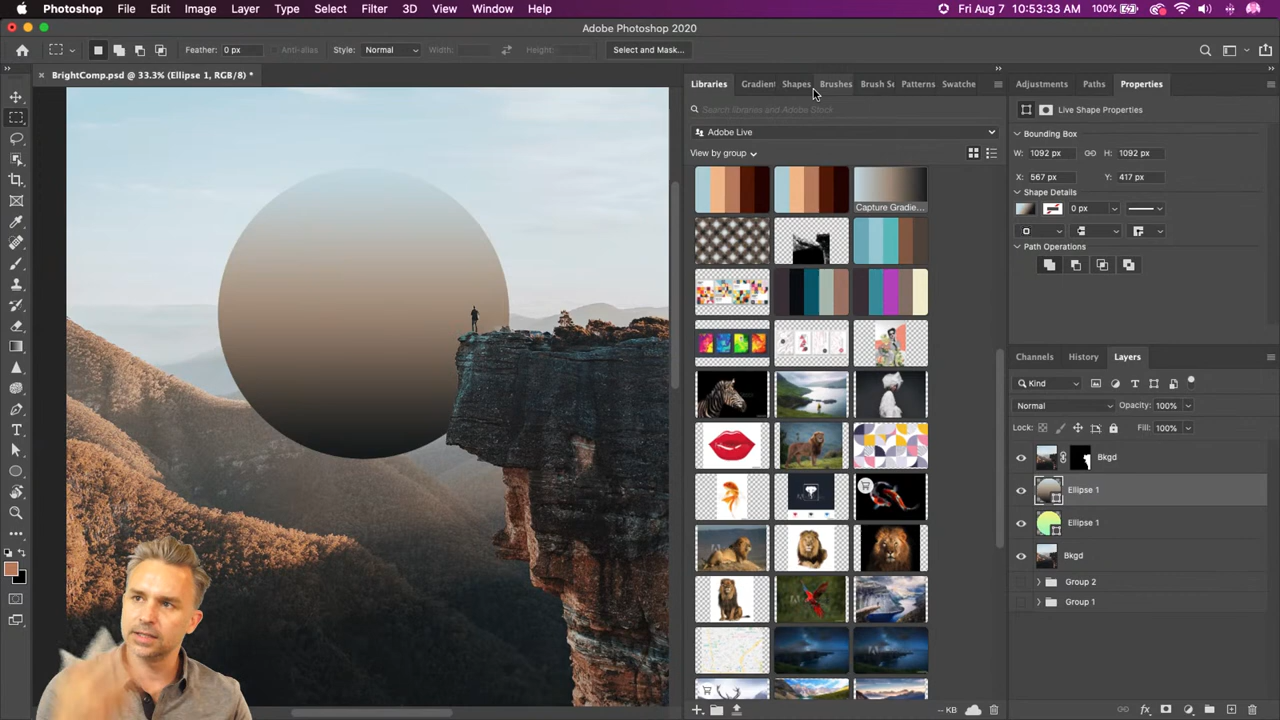 Photoshop File Edit Image Layer Type Select Filter 3D View Window Help 100% Fri Aug 7 10:53:33 AM
Adobe Photoshop 2020
Feather: 0 px Anti-alias Style: Normal Width: Height: Select and Mask...
BrightComp.psd @ 33.3% (Ellipse 1, RGB/8) *
Libraries Gradient Shapes Brushes Brush Se Patterns Swatche
Search libraries and Adobe Stock
Adobe Live
View by group
Capture Gradie...
-- KB
Adjustments Paths Properties
Live Shape Properties
Bounding Box
W: 1092 px H: 1092 px
X: 567 px Y: 417 px
Shape Details
0 px
Path Operations
Channels History Layers
Kind
Normal Opacity: 100%
Lock: Fill: 100%
Bkgd
Ellipse 1
Ellipse 1
Bkgd
Group 2
Group 1